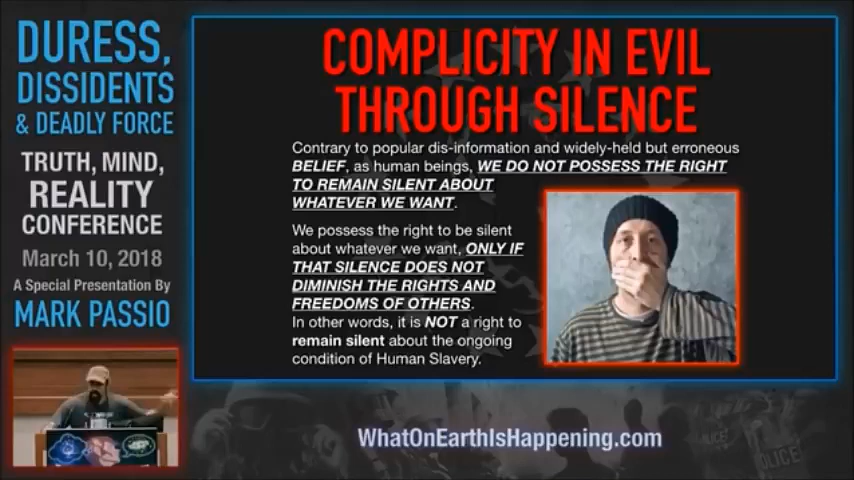 DURESS,
DISSIDENTS
& DEADLY FORCE
TRUTH, MIND,
REALITY
CONFERENCE
March 10, 2018
A Special Presentation By
MARK PASSIO
COMPLICITY IN EVIL
THROUGH SILENCE
Contrary to popular dis-information and widely-held but erroneous
BELIEF, as human beings, WE DO NOT POSSESS THE RIGHT
TO REMAIN SILENT ABOUT
WHATEVER WE WANT.
We possess the right to be silent
about whatever we want, ONLY IF
THAT SILENCE DOES NOT
DIMINISH THE RIGHTS AND
FREEDOMS OF OTHERS.
In other words, it is NOT a right to
remain silent about the ongoing
condition of Human Slavery.
WhatOnEarthIsHappening.com
POLICE